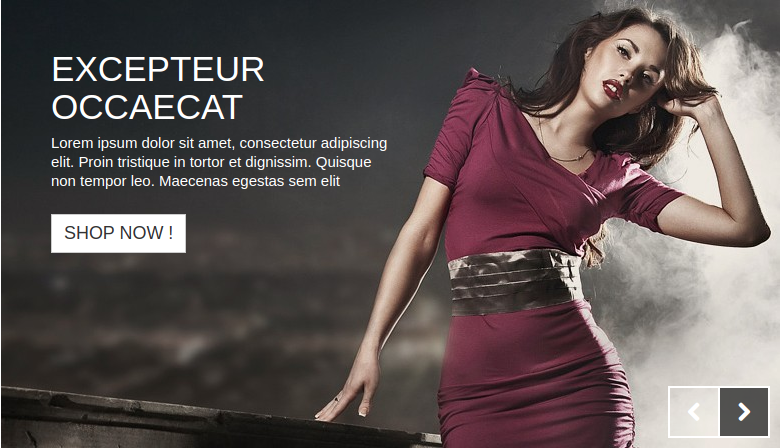 EXCEPTEUR
OCCAECAT
Lorem ipsum dolor sit amet, consectetur adipiscing
elit. Proin tristique in tortor et dignissim. Quisque
non tempor leo. Maecenas egestas sem elit
SHOP NOW !